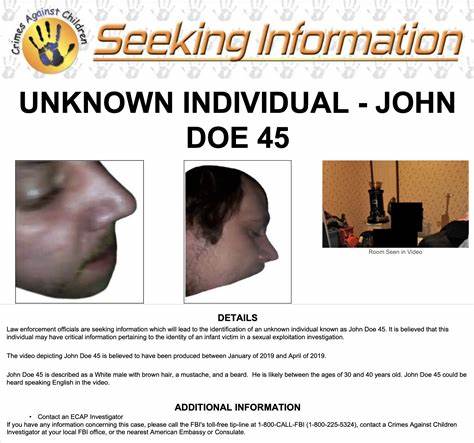 Crimes Against Children
Seeking Information
UNKNOWN INDIVIDUAL - JOHN
DOE 45
Room Seen in Video
DETAILS
Law enforcement officials are seeking information which will lead to the identification of an unknown individual known as John Doe 45. It is believed that this
individual may have critical information pertaining to the identity of an infant victim in a sexual exploitation investigation.
The video depicting John Doe 45 is believed to have been produced between January of 2019 and April of 2019.
John Doe 45 is described as a White male with brown hair, a mustache, and a beard. He is likely between the ages of 30 and 40 years old. John Doe 45 could
be heard speaking English in the video.
ADDITIONAL INFORMATION
• Contact an ECAP Investigator
If you have any information concerning this case, please call the FBI's toll-free tip-line at 1-800-CALL-FBI (1-800-225-5324), contact a Crimes Against Children
Investigator at your local FBI office, or the nearest American Embassy or Consulate.